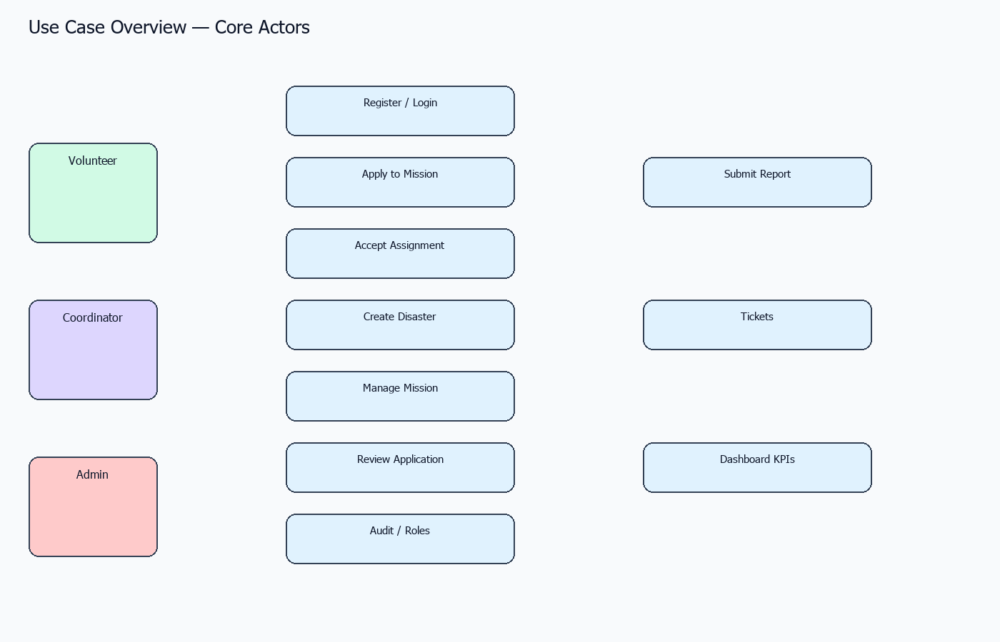 Use Case Overview — Core Actors
Volunteer
Coordinator
Admin
Register / Login
Apply to Mission
Accept Assignment
Create Disaster
Manage Mission
Review Application
Audit / Roles
Submit Report
Tickets
Dashboard KPIs